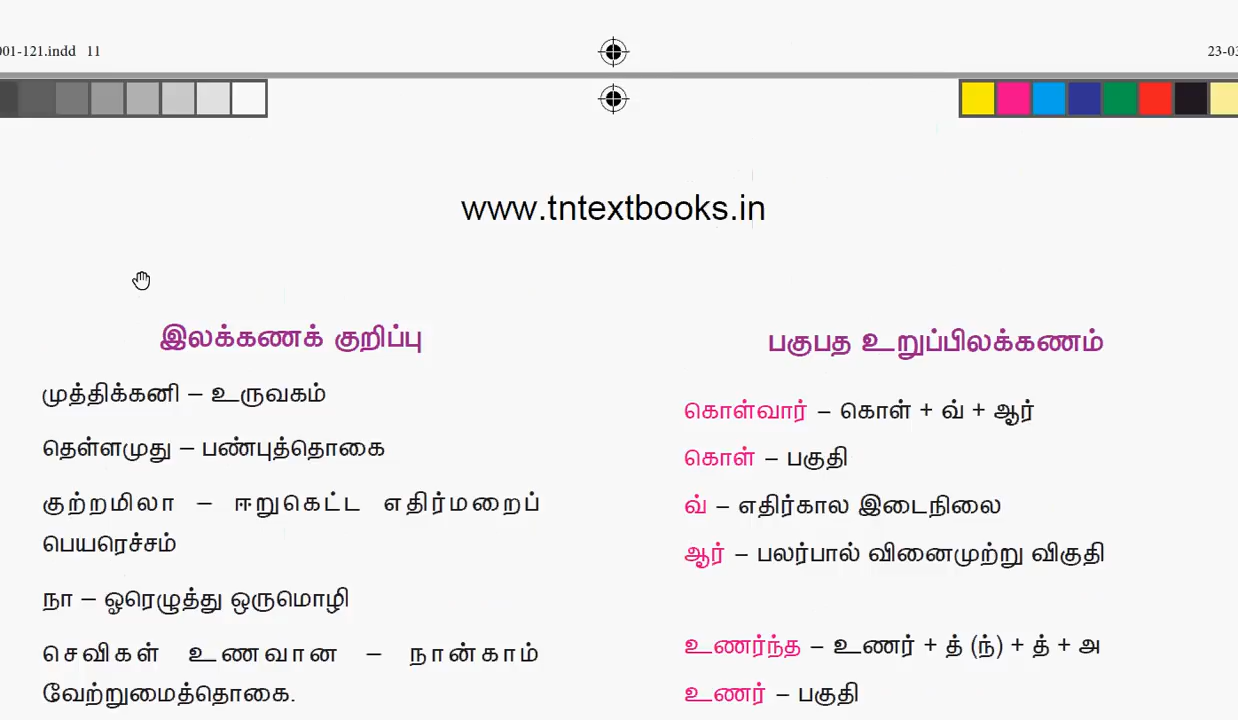 001-121.indd 11
23-03
www.tntextbooks.in
இலக்கணக் குறிப்பு
முத்திக்கனி – உருவகம்
தெள்ளமுது – பண்புத்தொகை
குற்றமிலா – ஈறுகெட்ட எதிர்மறைப்
பெயரெச்சம்
நா – ஓரெழுத்து ஒருமொழி
செவிகள் உணவான – நான்காம்
வேற்றுமைத்தொகை.
பகுபத உறுப்பிலக்கணம்
கொள்வார் – கொள் + வ் + ஆர்
கொள் – பகுதி
வ் – எதிர்கால இடைநிலை
ஆர் – பலர்பால் வினைமுற்று விகுதி
உணர்ந்த – உணர் + த் (ந்) + த் + அ
உணர் – பகுதி